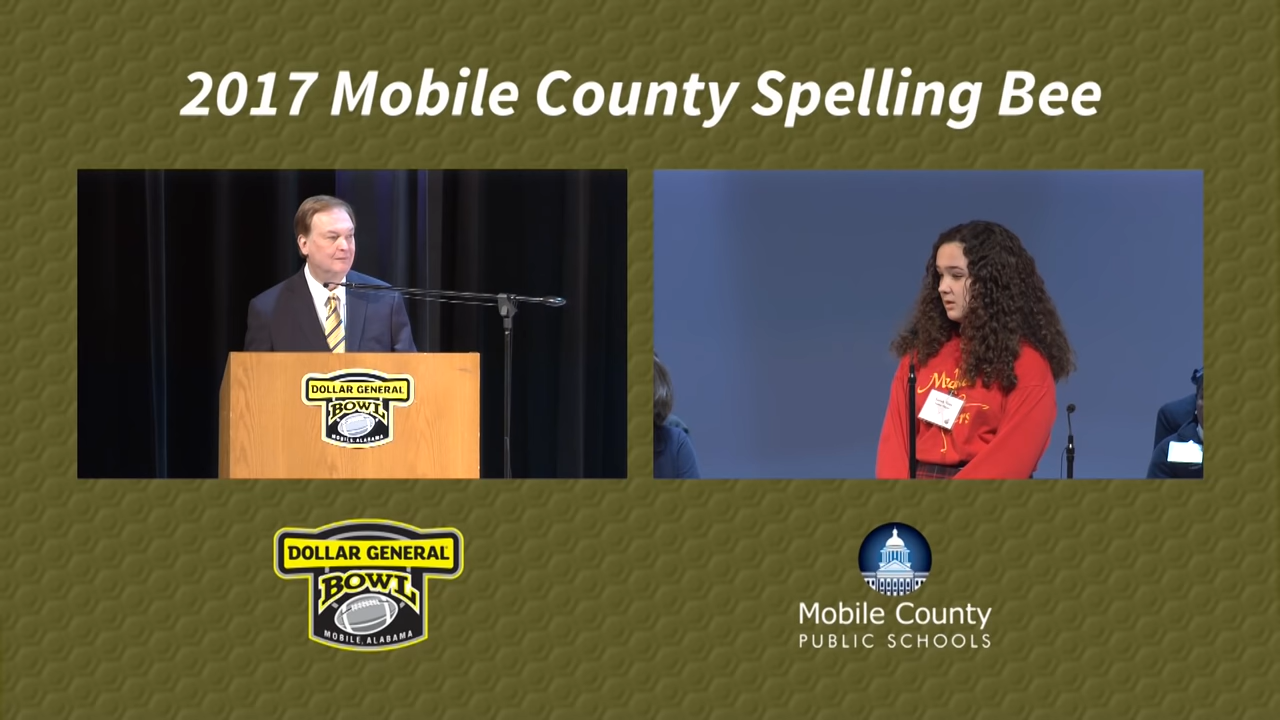 2017 Mobile County Spelling Bee
DOLLAR GENERAL
BOWL
MOBILE, ALABAMA
DOLLAR GENERAL
BOWL
MOBILE, ALABAMA
Mobile County
PUBLIC SCHOOLS